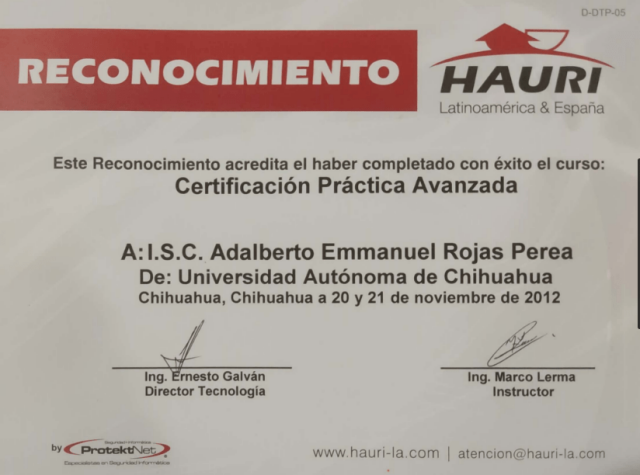 D-DTP-05
RECONOCIMIENTO
HAURI
Latinoamérica & España
Este Reconocimiento acredita el haber completado con éxito el curso:
Certificación Práctica Avanzada
A: I.S.C. Adalberto Emmanuel Rojas Perea
De: Universidad Autónoma de Chihuahua
Chihuahua, Chihuahua a 20 y 21 de noviembre de 2012
Ing. Ernesto Galván
Director Tecnología
Ing. Marco Lerma
Instructor
Seguridad Informática
by ProtektNet
Especialistas en Seguridad Informática
www.hauri-la.com | atencion@hauri-la.com